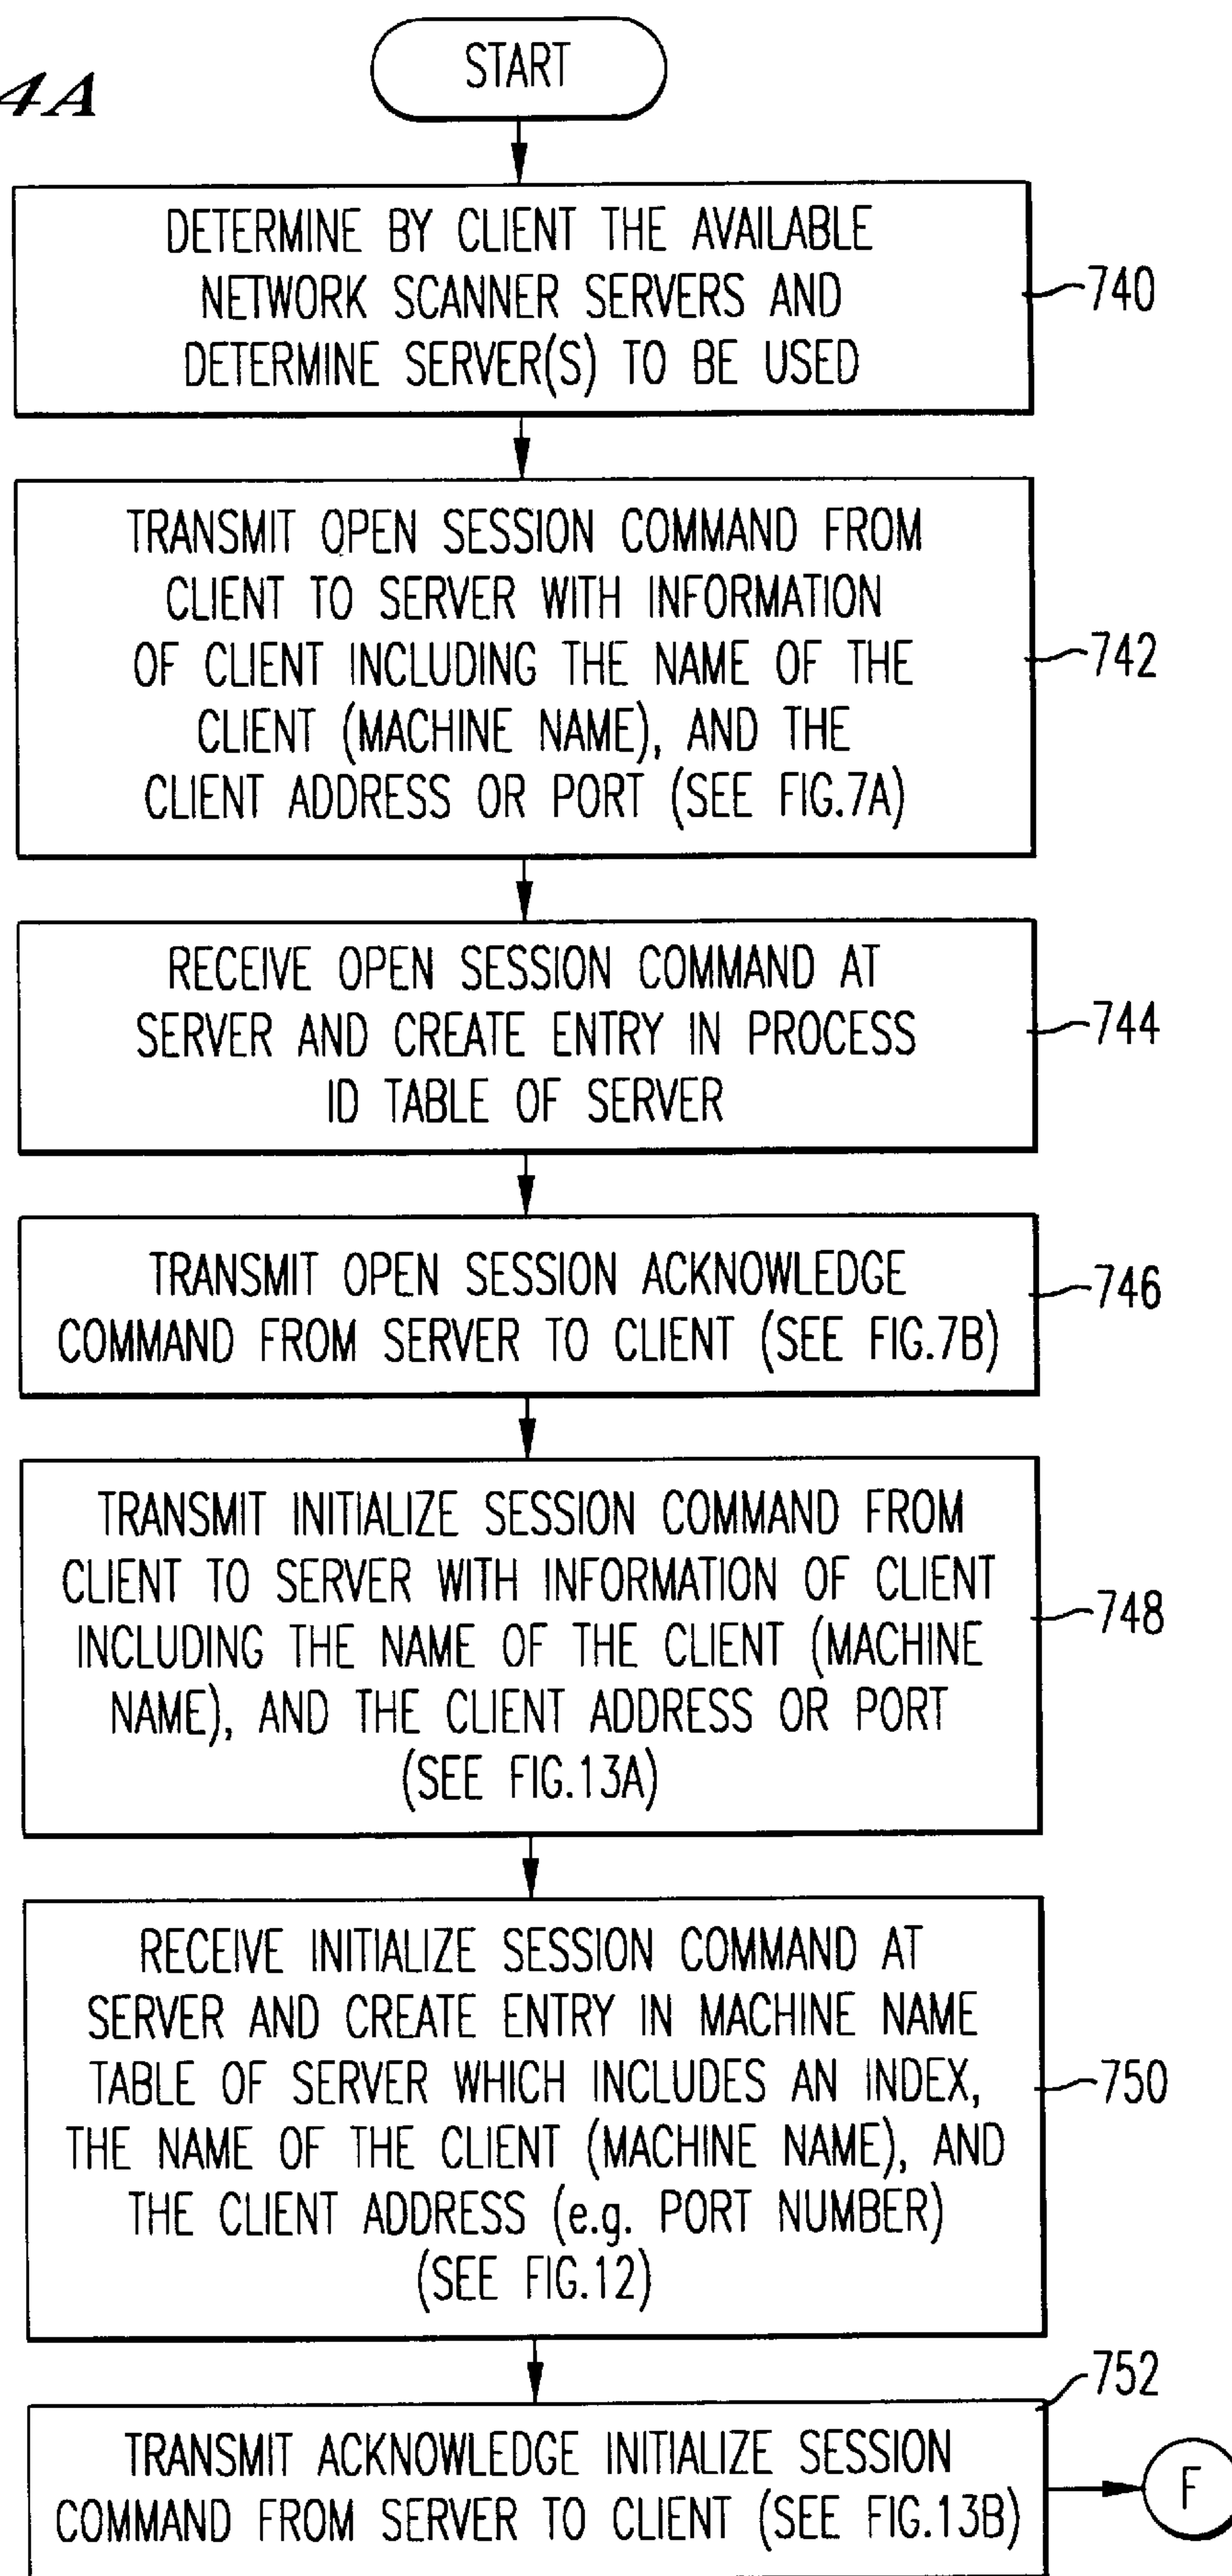 4A
START
DETERMINE BY CLIENT THE AVAILABLE
NETWORK SCANNER SERVERS AND
DETERMINE SERVER(S) TO BE USED
740
TRANSMIT OPEN SESSION COMMAND FROM
CLIENT TO SERVER WITH INFORMATION
OF CLIENT INCLUDING THE NAME OF THE
CLIENT (MACHINE NAME), AND THE
CLIENT ADDRESS OR PORT (SEE FIG.7A)
742
RECEIVE OPEN SESSION COMMAND AT
SERVER AND CREATE ENTRY IN PROCESS
ID TABLE OF SERVER
744
TRANSMIT OPEN SESSION ACKNOWLEDGE
COMMAND FROM SERVER TO CLIENT (SEE FIG.7B)
746
TRANSMIT INITIALIZE SESSION COMMAND FROM
CLIENT TO SERVER WITH INFORMATION OF CLIENT
INCLUDING THE NAME OF THE CLIENT (MACHINE
NAME), AND THE CLIENT ADDRESS OR PORT
(SEE FIG.13A)
748
RECEIVE INITIALIZE SESSION COMMAND AT
SERVER AND CREATE ENTRY IN MACHINE NAME
TABLE OF SERVER WHICH INCLUDES AN INDEX,
THE NAME OF THE CLIENT (MACHINE NAME), AND
THE CLIENT ADDRESS (e.g. PORT NUMBER)
(SEE FIG.12)
750
752
TRANSMIT ACKNOWLEDGE INITIALIZE SESSION
COMMAND FROM SERVER TO CLIENT (SEE FIG.13B)
F